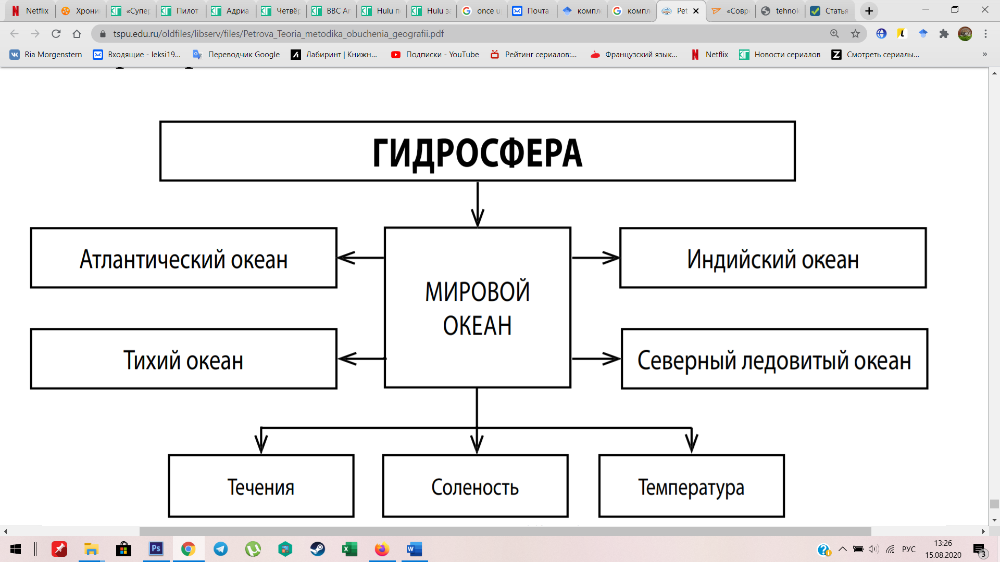 Netflix
Хрони
«Супер
Пилот
Адриа
Четвёр
BBC Ar
Hulu п
Hulu за
once u
Почта
компл
компл
Pet
«Совр
tehnol
Статья
tspu.edu.ru/oldfiles/libserv/files/Petrova_Teoria_metodika_obuchenia_geografii.pdf
Ria Morgenstern
Входящие - leksi19...
Переводчик Google
Лабиринт | Книжн...
Подписки - YouTube
Рейтинг сериалов:...
Французский язык...
Netflix
Новости сериалов
Смотреть сериалы...
»
ГИДРОСФЕРА
Атлантический океан
Индийский океан
МИРОВОЙ
ОКЕАН
Тихий океан
Северный ледовитый океан
Течения
Соленость
Температура
Ps
W
РУС
13:26
15.08.2020
3